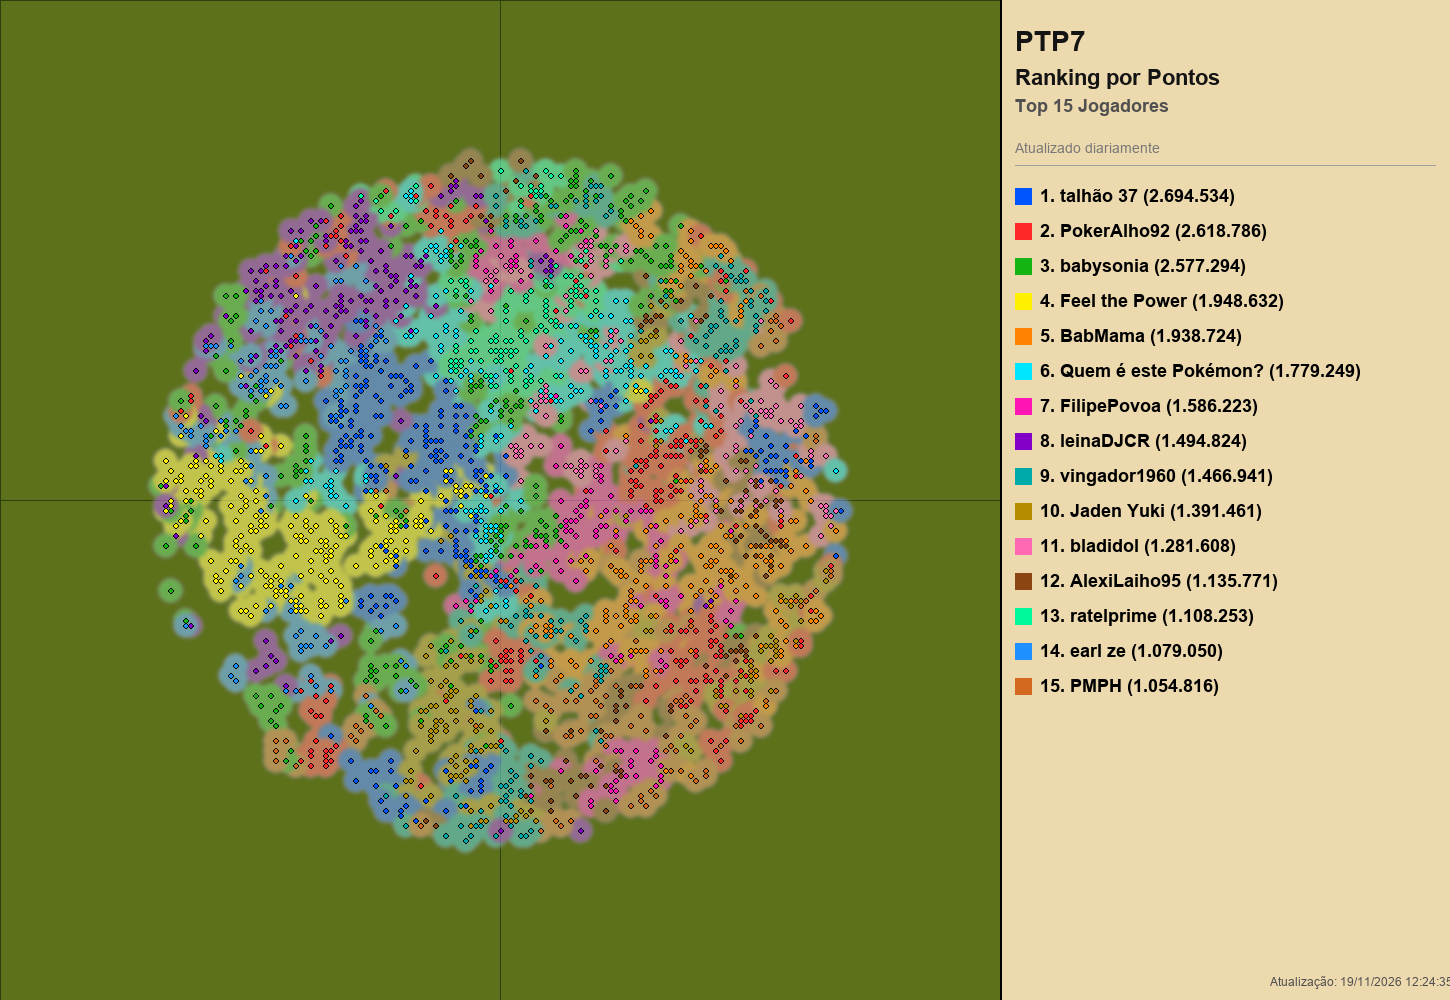 PTP7
Ranking por Pontos
Top 15 Jogadores
Atualizado diariamente
1. talhão 37 (2.694.534)
2. PokerAlho92 (2.618.786)
3. babysonia (2.577.294)
4. Feel the Power (1.948.632)
5. BabMama (1.938.724)
6. Quem é este Pokémon? (1.779.249)
7. FilipePovoa (1.586.223)
8. leinaDJCR (1.494.824)
9. vingador1960 (1.466.941)
10. Jaden Yuki (1.391.461)
11. bladidol (1.281.608)
12. AlexiLaiho95 (1.135.771)
13. ratelprime (1.108.253)
14. earl ze (1.079.050)
15. PMPH (1.054.816)
Atualização: 19/11/2026 12:24:35